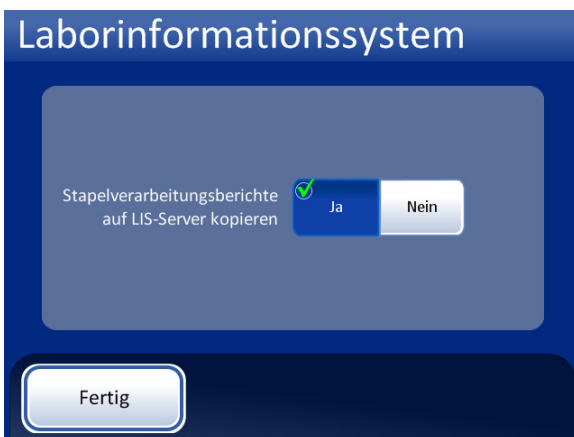 Laborinformationssystem
Stapelverarbeitungsberichte
auf LIS-Server kopieren
Ja
Nein
Fertig